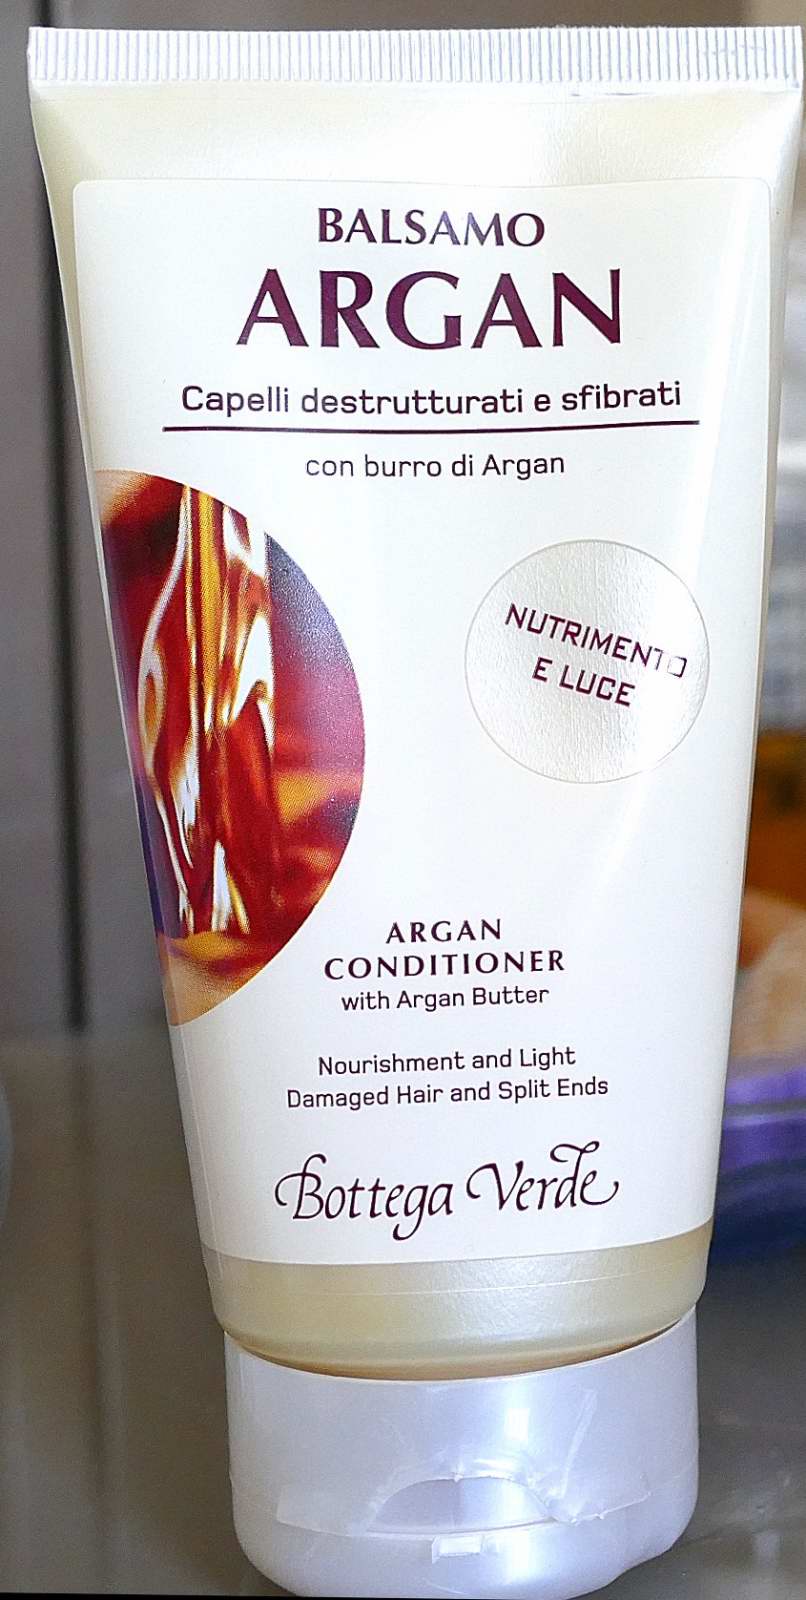 BALSAMO
ARGAN
Capelli destrutturati e sfibrati
con burro di Argan
NUTRIMENTO
E LUCE
ARGAN
CONDITIONER
with Argan Butter
Nourishment and Light
Damaged Hair and Split Ends
Bottega Verde